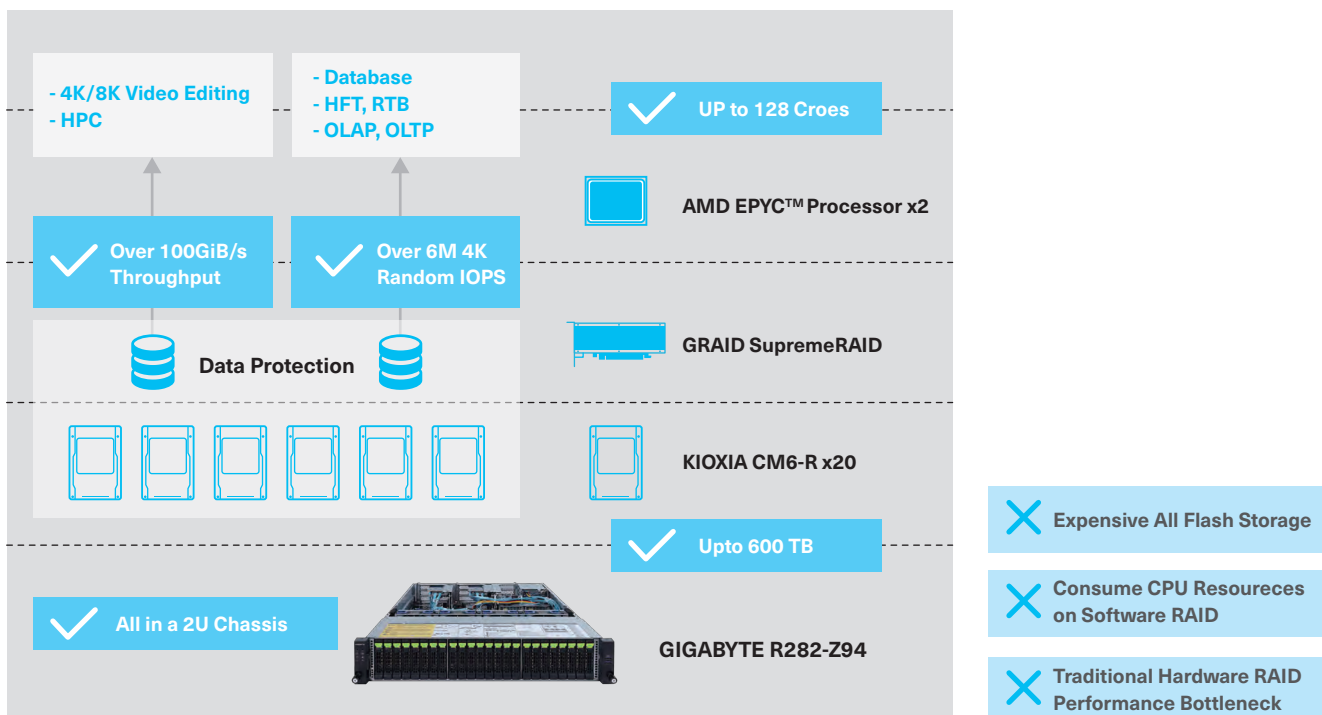 - 4K/8K Video Editing
- HPC
- Database
- HFT, RTB
- OLAP, OLTP
UP to 128 Croes
AMD EPYC™ Processor x2
Over 100GiB/s
Throughput
Over 6M 4K
Random IOPS
GRAID SupremeRAID
Data Protection
KIOXIA CM6-R x20
Upto 600 TB
All in a 2U Chassis
GIGABYTE R282-Z94
Expensive All Flash Storage
Consume CPU Resoureces
on Software RAID
Traditional Hardware RAID
Performance Bottleneck